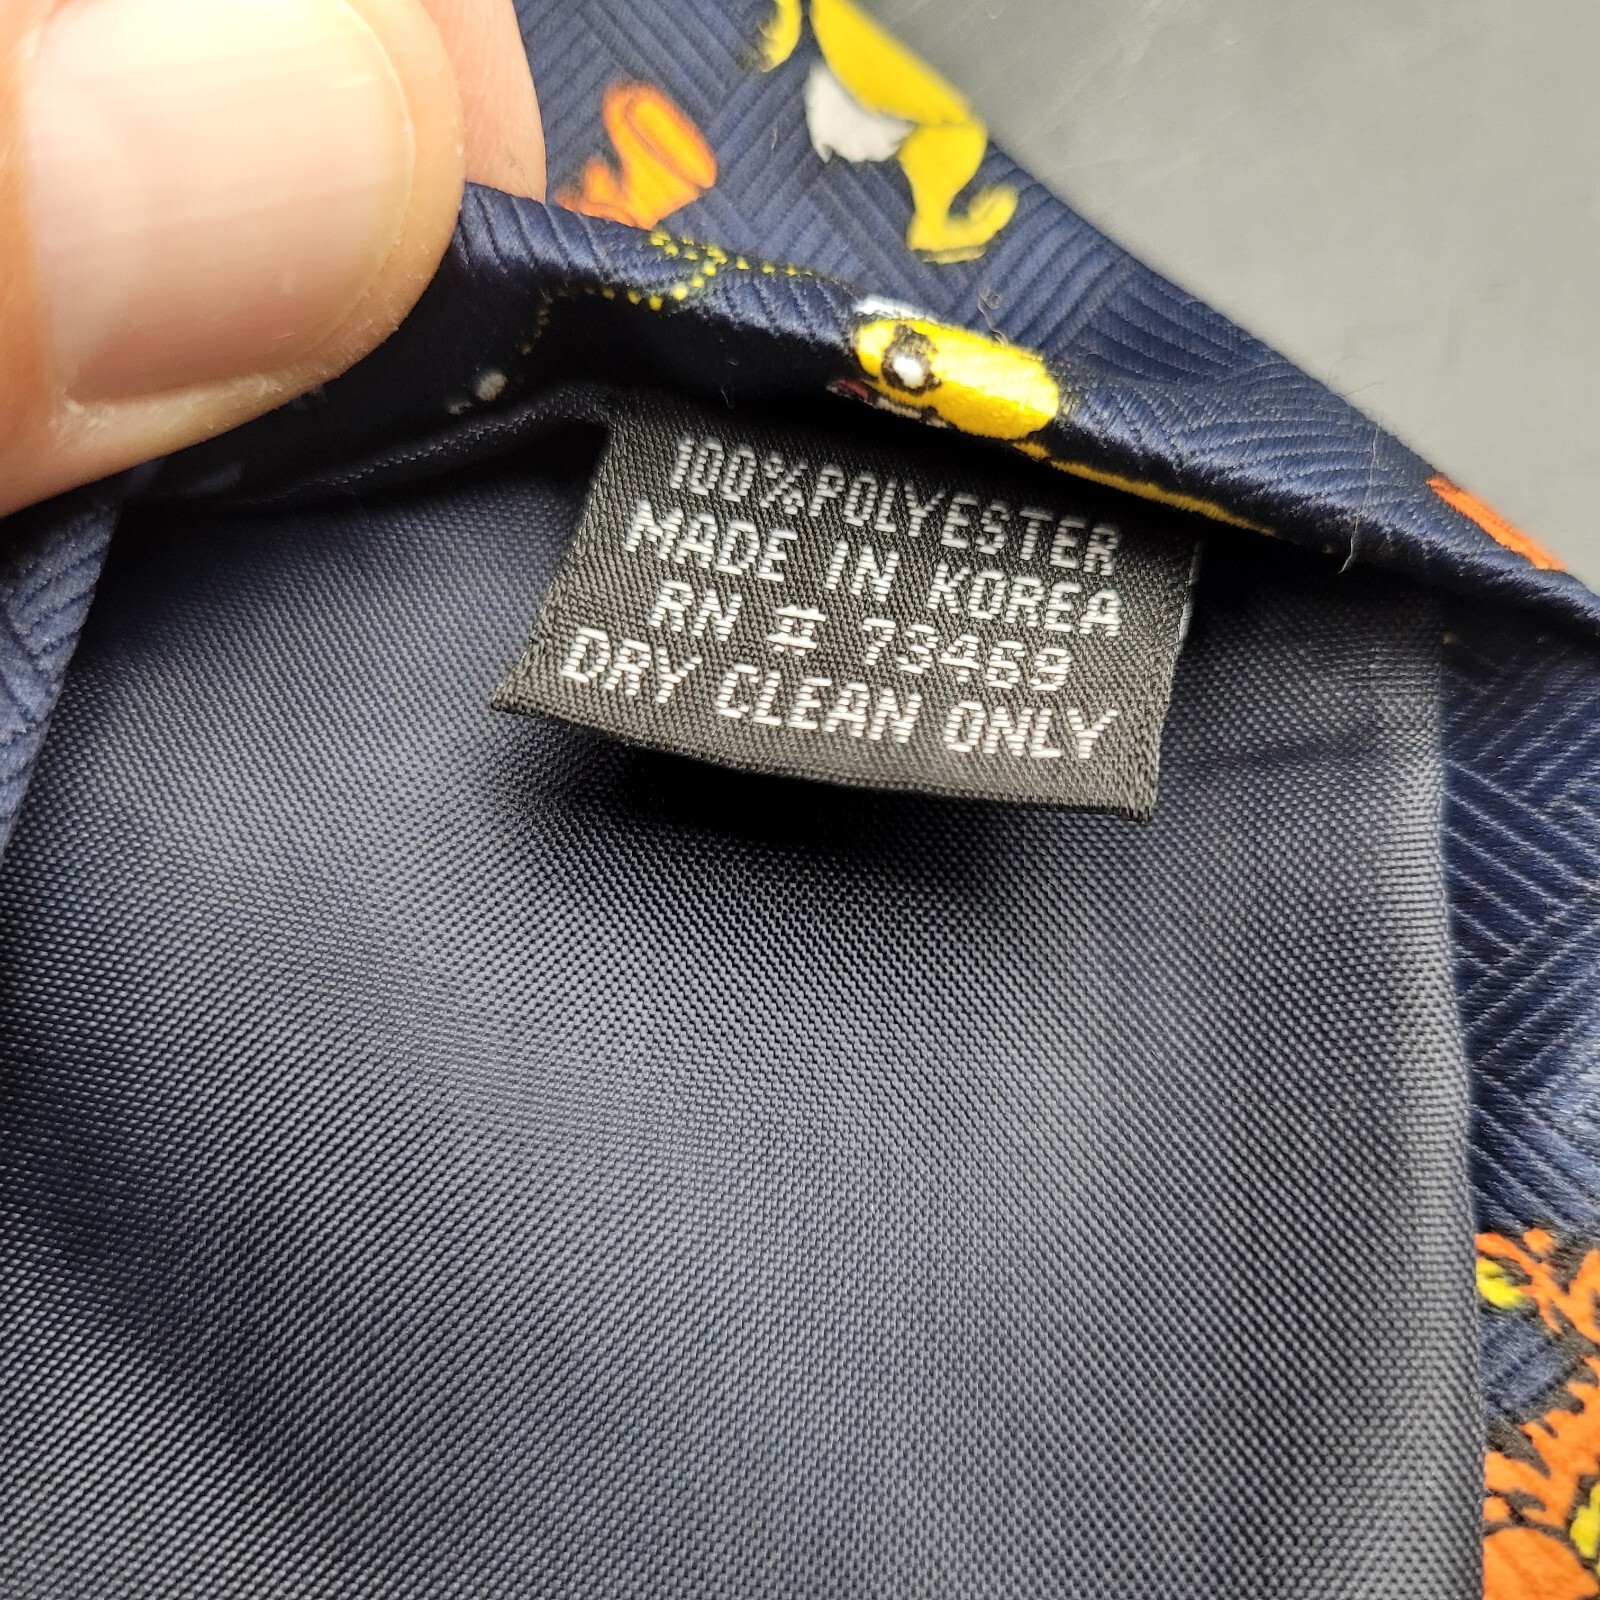 100%POLYESTER
MADE IN KOREA
RN # 73469
DRY CLEAN ONLY